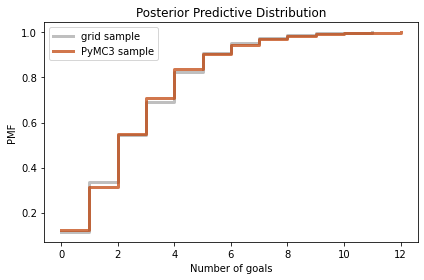 Posterior Predictive Distribution
grid sample
PyMC3 sample
1.0
0.8
0.6
0.4
0.2
PMF
0 2 4 6 8 10 12
Number of goals